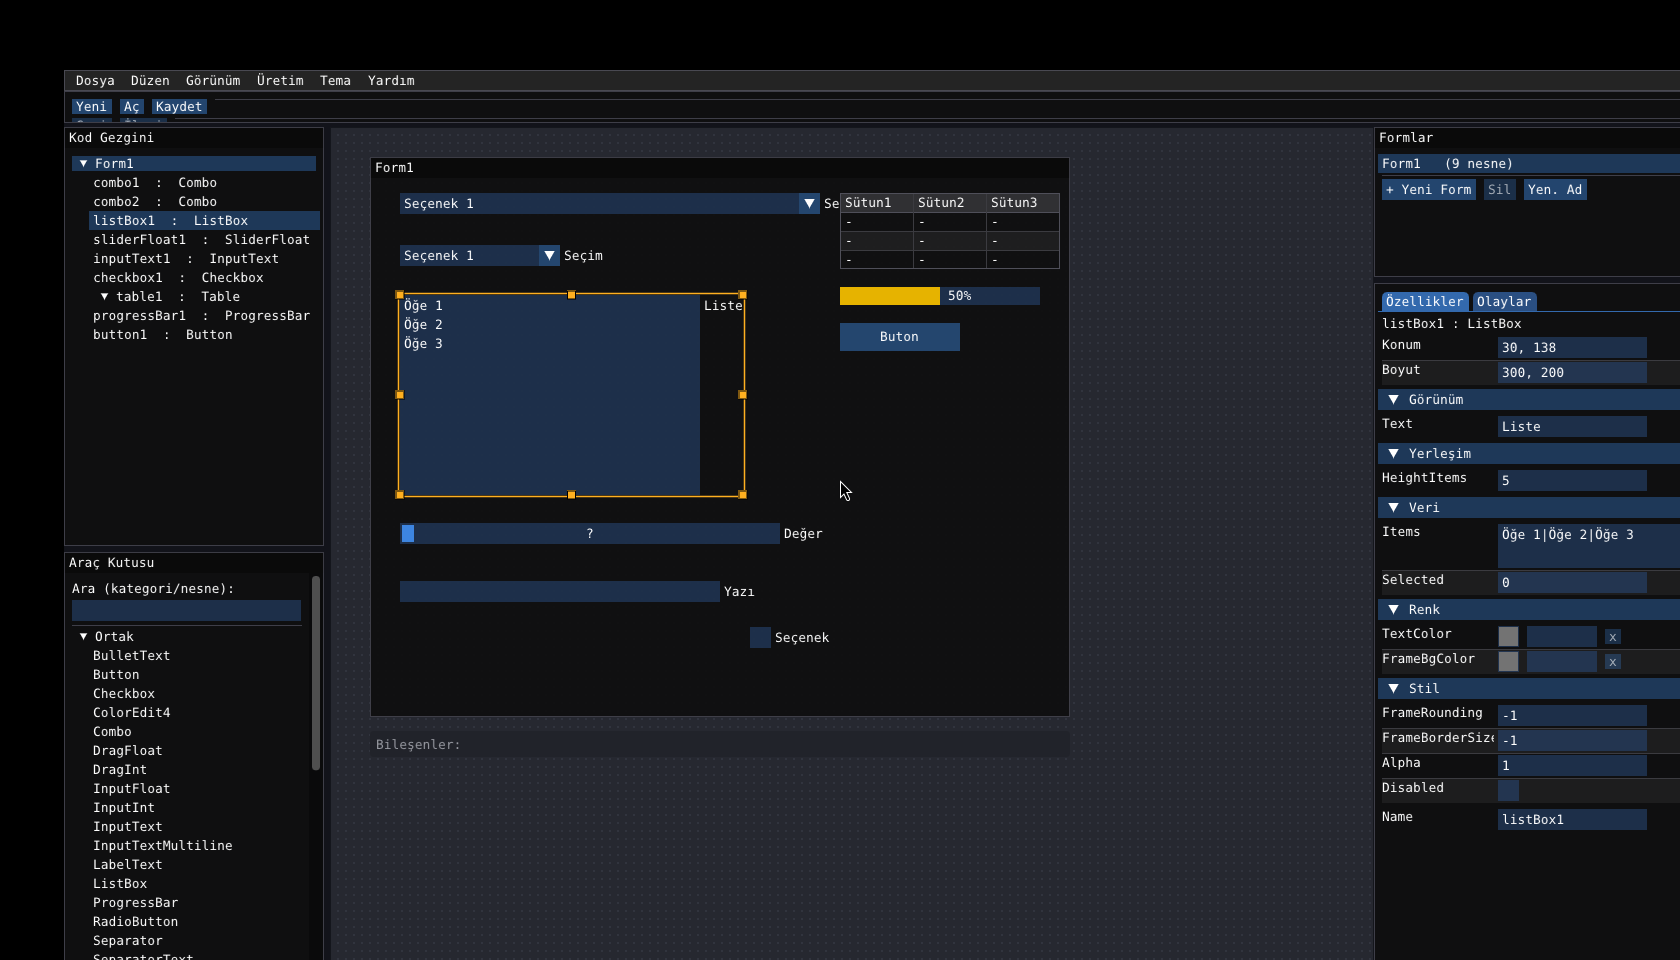 Dosya Düzen Görünüm Üretim Tema Yardım
Yeni Aç Kaydet
Kod Gezgini
Form1
combo1 : Combo
combo2 : Combo
listBox1 : ListBox
sliderFloat1 : SliderFloat
inputText1 : InputText
checkbox1 : Checkbox
table1 : Table
progressBar1 : ProgressBar
button1 : Button
Araç Kutusu
Ara (kategori/nesne):
Ortak
BulletText
Button
Checkbox
ColorEdit4
Combo
DragFloat
DragInt
InputFloat
InputInt
InputText
InputTextMultiline
LabelText
ListBox
ProgressBar
RadioButton
Separator
SeparatorText
Form1
Seçenek 1 Se
Sütun1 Sütun2 Sütun3
- - -
- - -
- - -
Seçenek 1 Seçim
50%
Buton
Öğe 1 Liste
Öğe 2
Öğe 3
? Değer
Yazı
Seçenek
Bileşenler:
Formlar
Form1 (9 nesne)
+ Yeni Form Sil Yen. Ad
Özellikler Olaylar
listBox1 : ListBox
Konum 30, 138
Boyut 300, 200
Görünüm
Text Liste
Yerleşim
HeightItems 5
Veri
Items Öğe 1|Öğe 2|Öğe 3
Selected 0
Renk
TextColor x
FrameBgColor x
Stil
FrameRounding -1
FrameBorderSize -1
Alpha 1
Disabled
Name listBox1